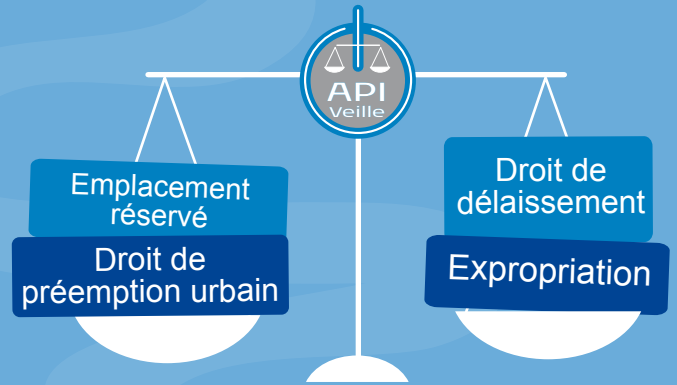 API
Veille
Emplacement
réservé
Droit de
préemption urbain
Droit de
délaissement
Expropriation